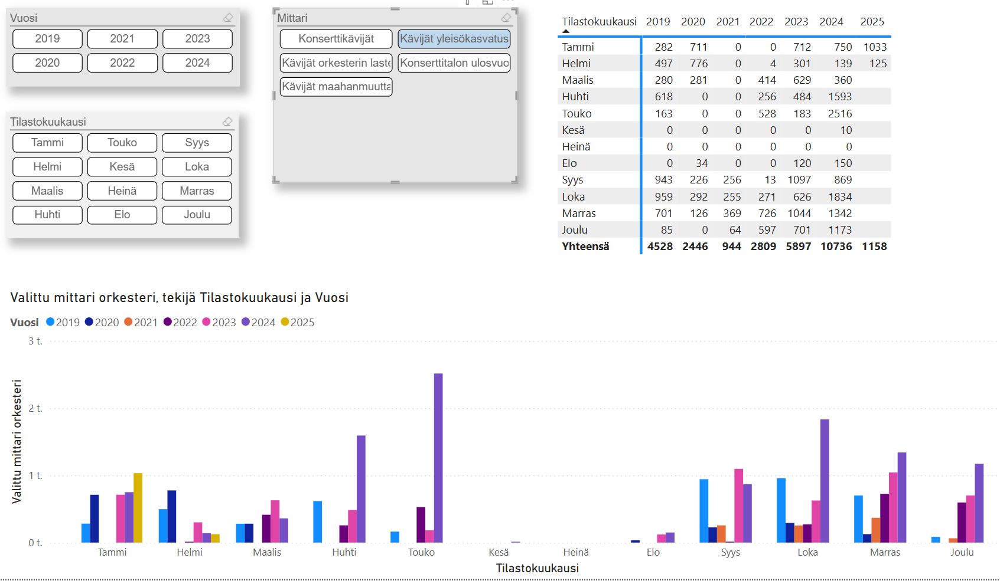 Vuosi
2019 2021 2023
2020 2022 2024
Tilastokuukausi
Tammi Touko Syys
Helmi Kesä Loka
Maalis Heinä Marras
Huhti Elo Joulu
Mittari
Konserttikävijät Kävijät yleisökasvatus
Kävijät orkesterin laste Konserttitalon ulosvuo
Kävijät maahanmuutta
Tilastokuukausi 2019 2020 2021 2022 2023 2024 2025
Tammi 282 711 0 0 712 750 1033
Helmi 497 776 0 4 301 139 125
Maalis 280 281 0 414 629 360
Huhti 618 0 0 256 484 1593
Touko 163 0 0 528 183 2516
Kesä 0 0 0 0 0 10
Heinä 0 0 0 0 0 0
Elo 0 34 0 0 120 150
Syys 943 226 256 13 1097 869
Loka 959 292 255 271 626 1834
Marras 701 126 369 726 1044 1342
Joulu 85 0 64 597 701 1173
Yhteensä 4528 2446 944 2809 5897 10736 1158
Valittu mittari orkesteri, tekijä Tilastokuukausi ja Vuosi
Vuosi 2019 2020 2021 2022 2023 2024 2025
3 t.
2 t.
1 t.
0 t.
Valittu mittari orkesteri
Tammi Helmi Maalis Huhti Touko Kesä Heinä Elo Syys Loka Marras Joulu
Tilastokuukausi